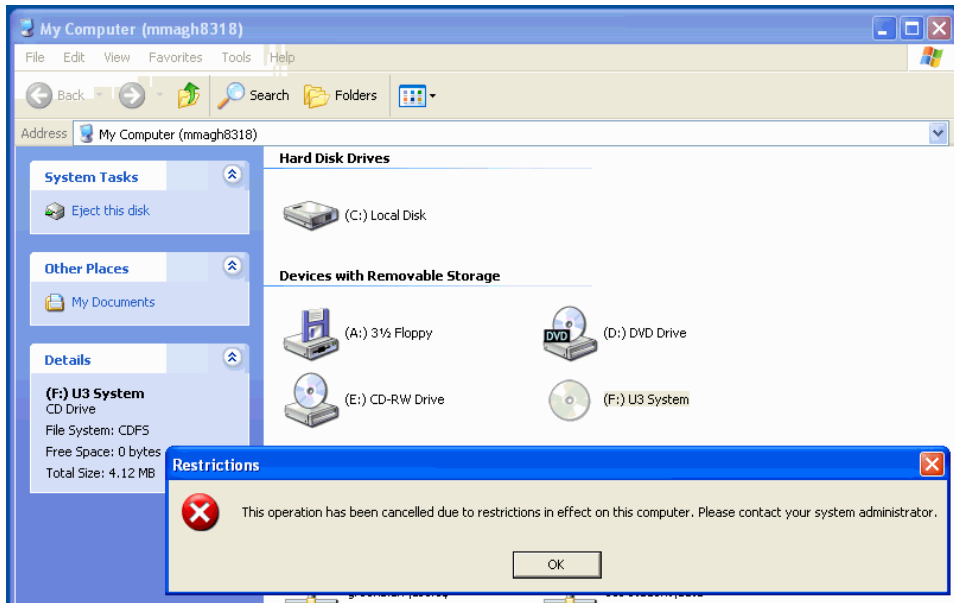 My Computer (mmagh8318)
File Edit View Favorites Tools Help
Back Search Folders
Address My Computer (mmagh8318)
System Tasks
Eject this disk
Other Places
My Documents
Details
(F:) U3 System
CD Drive
File System: CDFS
Free Space: 0 bytes
Total Size: 4.12 MB
Hard Disk Drives
(C:) Local Disk
Devices with Removable Storage
(A:) 3½ Floppy
(D:) DVD Drive
DVD
(E:) CD-RW Drive
(F:) U3 System
Restrictions
This operation has been cancelled due to restrictions in effect on this computer. Please contact your system administrator.
OK